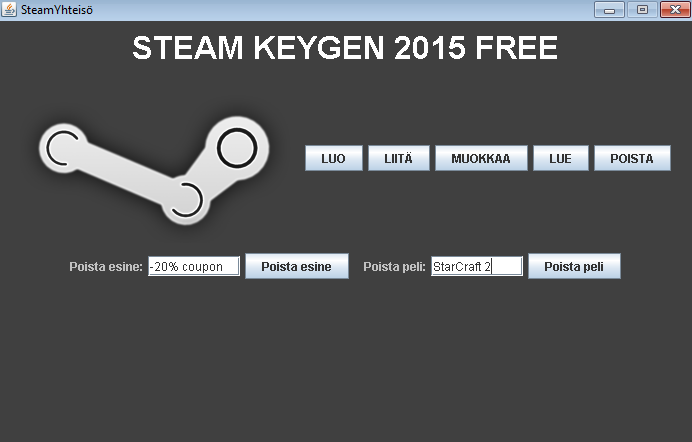 SteamYhteisö
STEAM KEYGEN 2015 FREE
LUO LIITÄ MUOKKAA LUE POISTA
Poista esine: -20% coupon Poista esine Poista peli: StarCraft 2 Poista peli